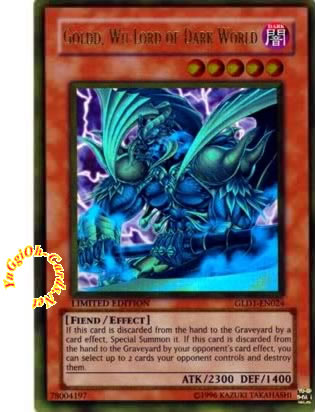 Goldd, Wu-Lord of Dark World
DARK
闇
YuGgiOh-Cards.Net
LIMITED EDITION
GLD1-EN024
[FIEND / EFFECT]
If this card is discarded from the hand to the Graveyard by a
card effect, Special Summon it. If this card is discarded from the
hand to the Graveyard by your opponent's card effect, you
can select up to 2 cards your opponent controls and destroy
them.
ATK/2300 DEF/1400
78004197
©1996 KAZUKI TAKAHASHI